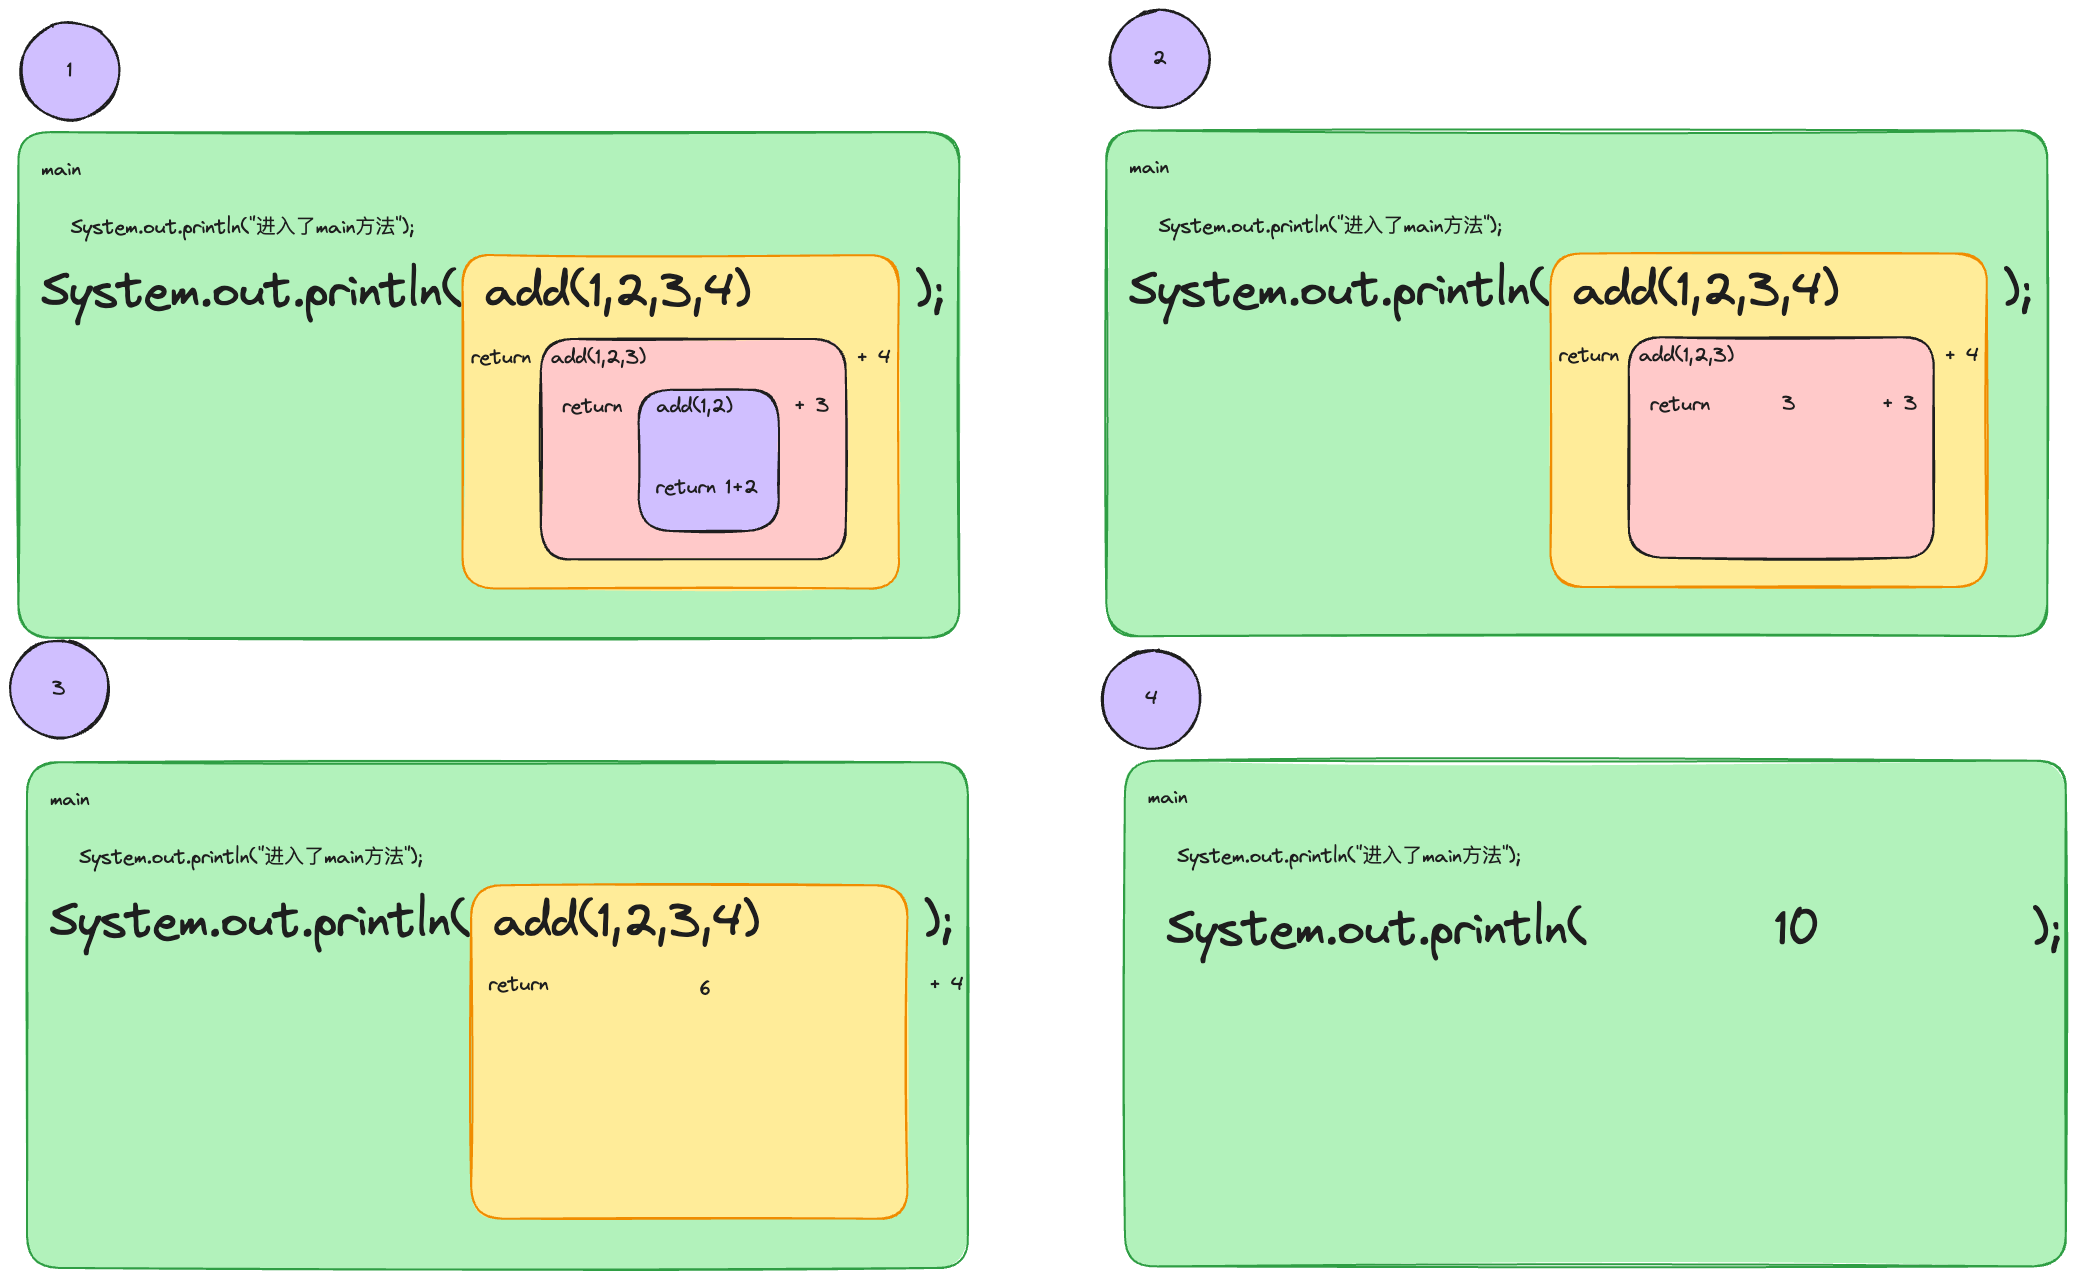 1
main
System.out.println("进入了main方法");
System.out.println( add(1,2,3,4) );
return add(1,2,3) + 4
return add(1,2) + 3
return 1+2
2
main
System.out.println("进入了main方法");
System.out.println( add(1,2,3,4) );
return add(1,2,3) + 4
return 3 + 3
3
main
System.out.println("进入了main方法");
System.out.println( add(1,2,3,4) );
return 6 + 4
4
main
System.out.println("进入了main方法");
System.out.println( 10 );